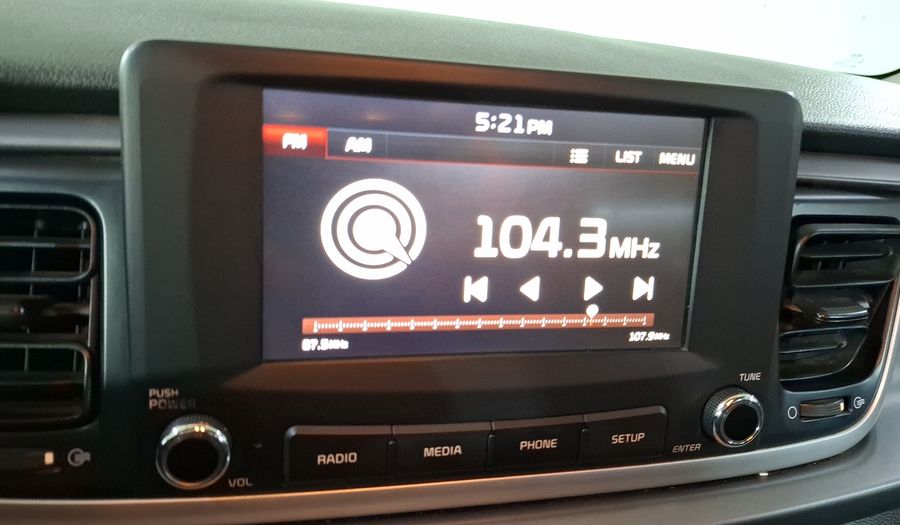 5:21PM
FM AM LIST MENU
104.3MHz
87.5MHz 107.9MHz
PUSH
POWER
VOL
RADIO MEDIA PHONE SETUP
TUNE
ENTER